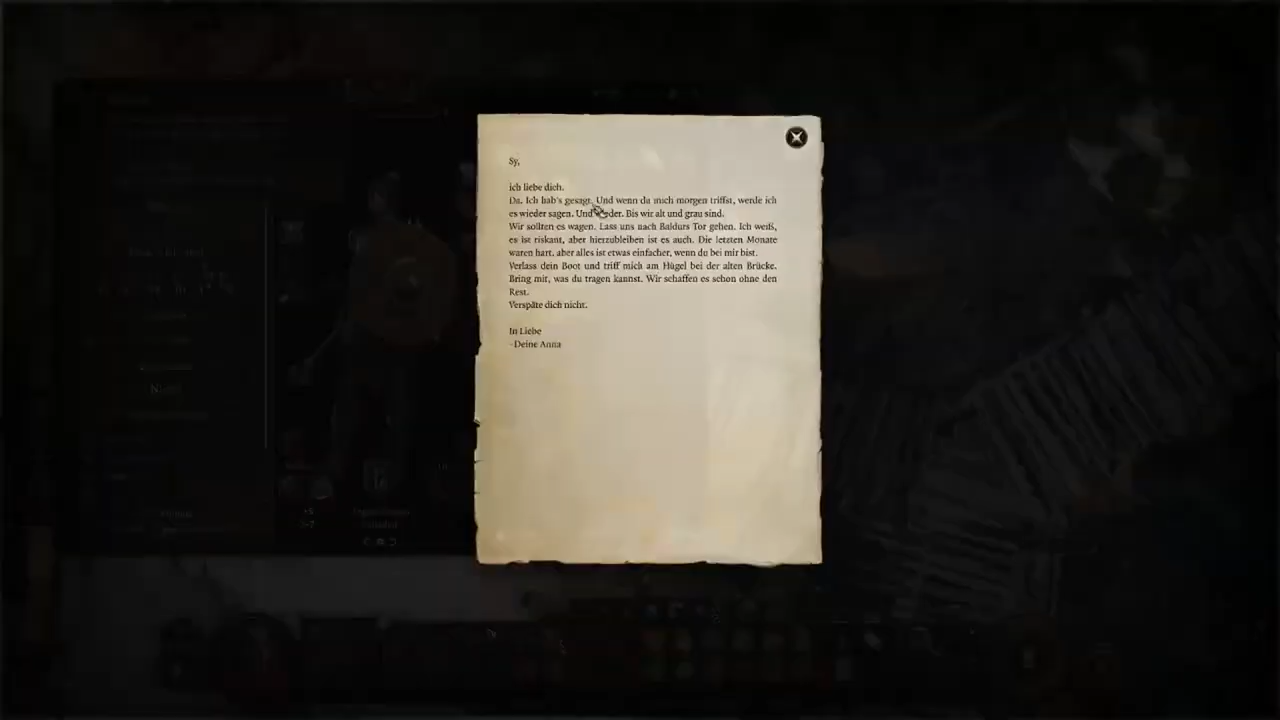 Sy,
ich liebe dich.
Da. Ich hab's gesagt. Und wenn du mich morgen triffst, werde ich
es wieder sagen. Und der. Bis wir alt und grau sind.
Wir sollten es wagen. Lass uns nach Baldurs Tor gehen. Ich weiß,
es ist riskant, aber hierzubleiben ist es auch. Die letzten Monate
waren hart, aber alles ist etwas einfacher, wenn du bei mir bist.
Verlass dein Boot und triff mich am Hügel bei der alten Brücke.
Bring mit, was du tragen kannst. Wir schaffen es schon ohne den
Rest.
Verspäte dich nicht.
In Liebe
-Deine Anna